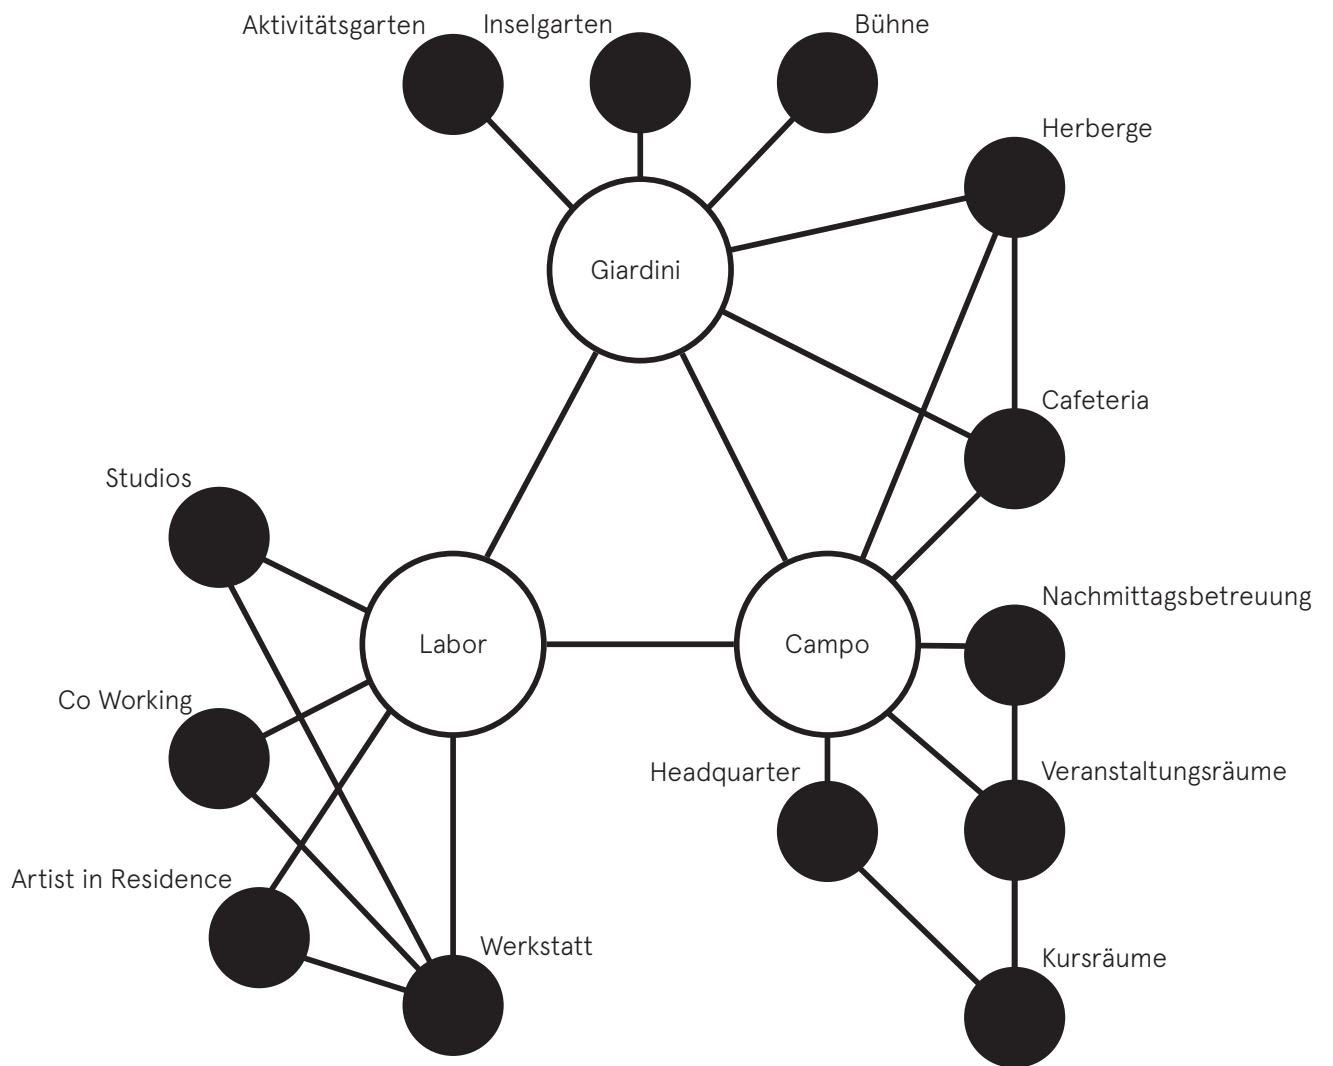 Aktivitätsgarten
Inselgarten
Bühne
Herberge
Giardini
Cafeteria
Studios
Nachmittagsbetreuung
Labor
Campo
Co Working
Headquarter
Veranstaltungsräume
Artist in Residence
Werkstatt
Kursräume